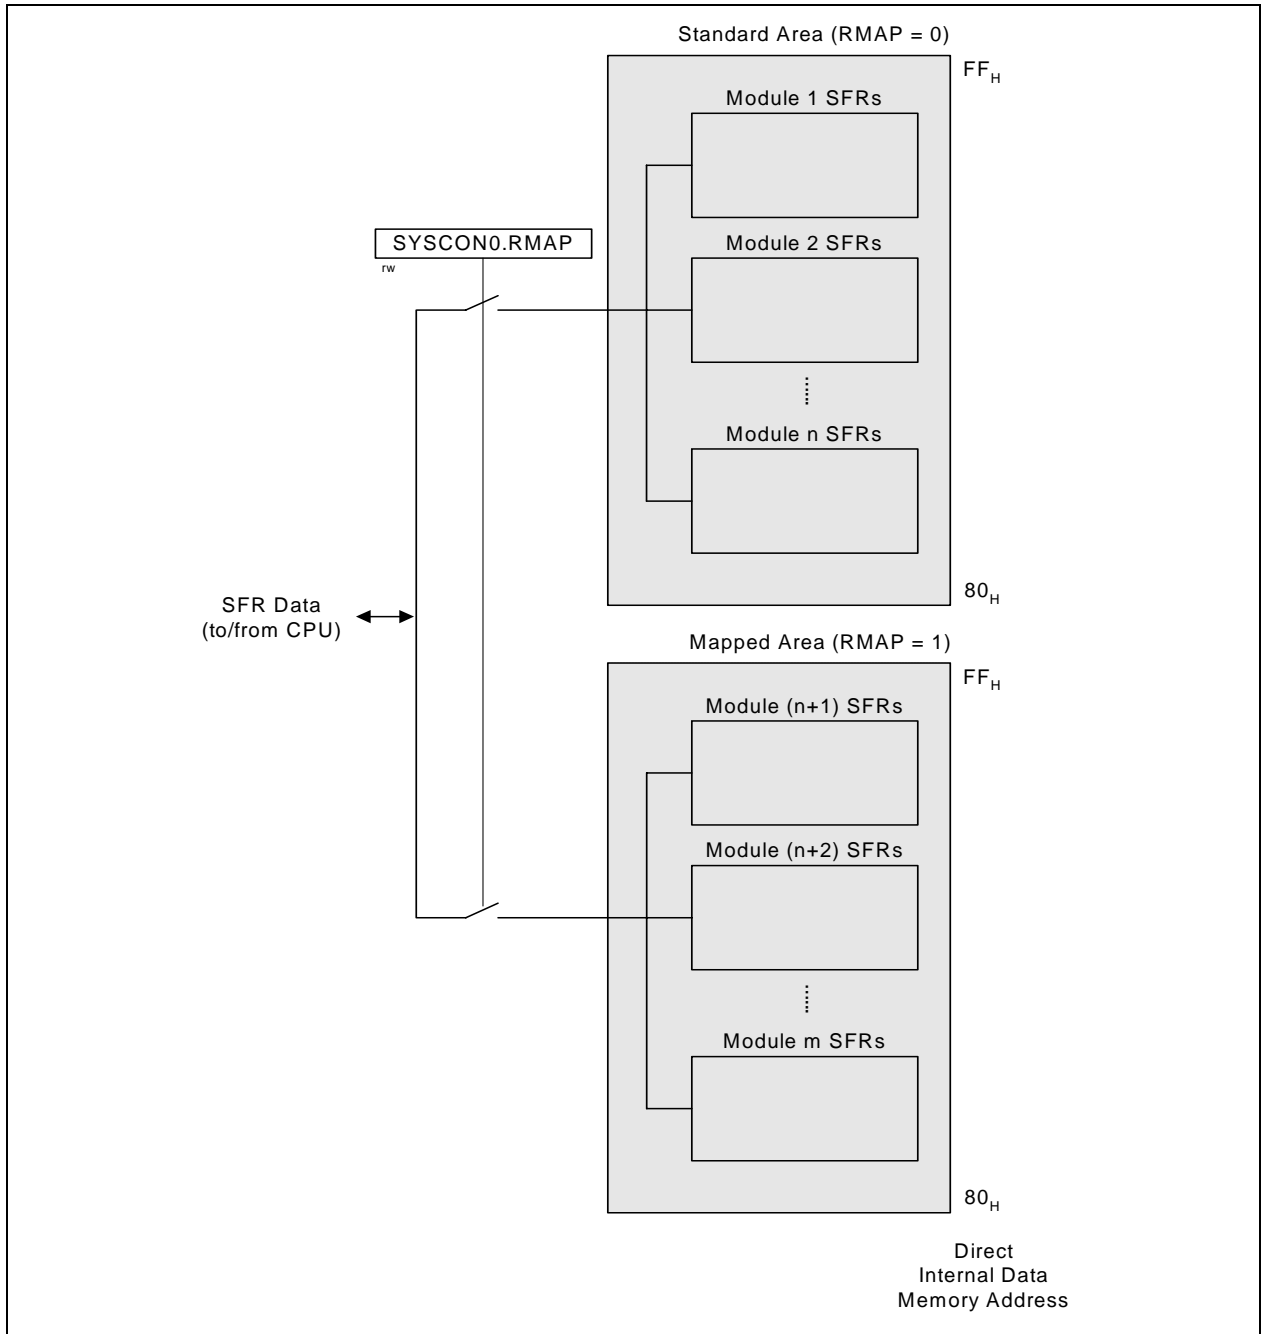 Standard Area (RMAP = 0)
FFH
Module 1 SFRs
SYSCON0.RMAP
rw
Module 2 SFRs
Module n SFRs
80H
SFR Data
(to/from CPU)
Mapped Area (RMAP = 1)
FFH
Module (n+1) SFRs
Module (n+2) SFRs
Module m SFRs
80H
Direct
Internal Data
Memory Address